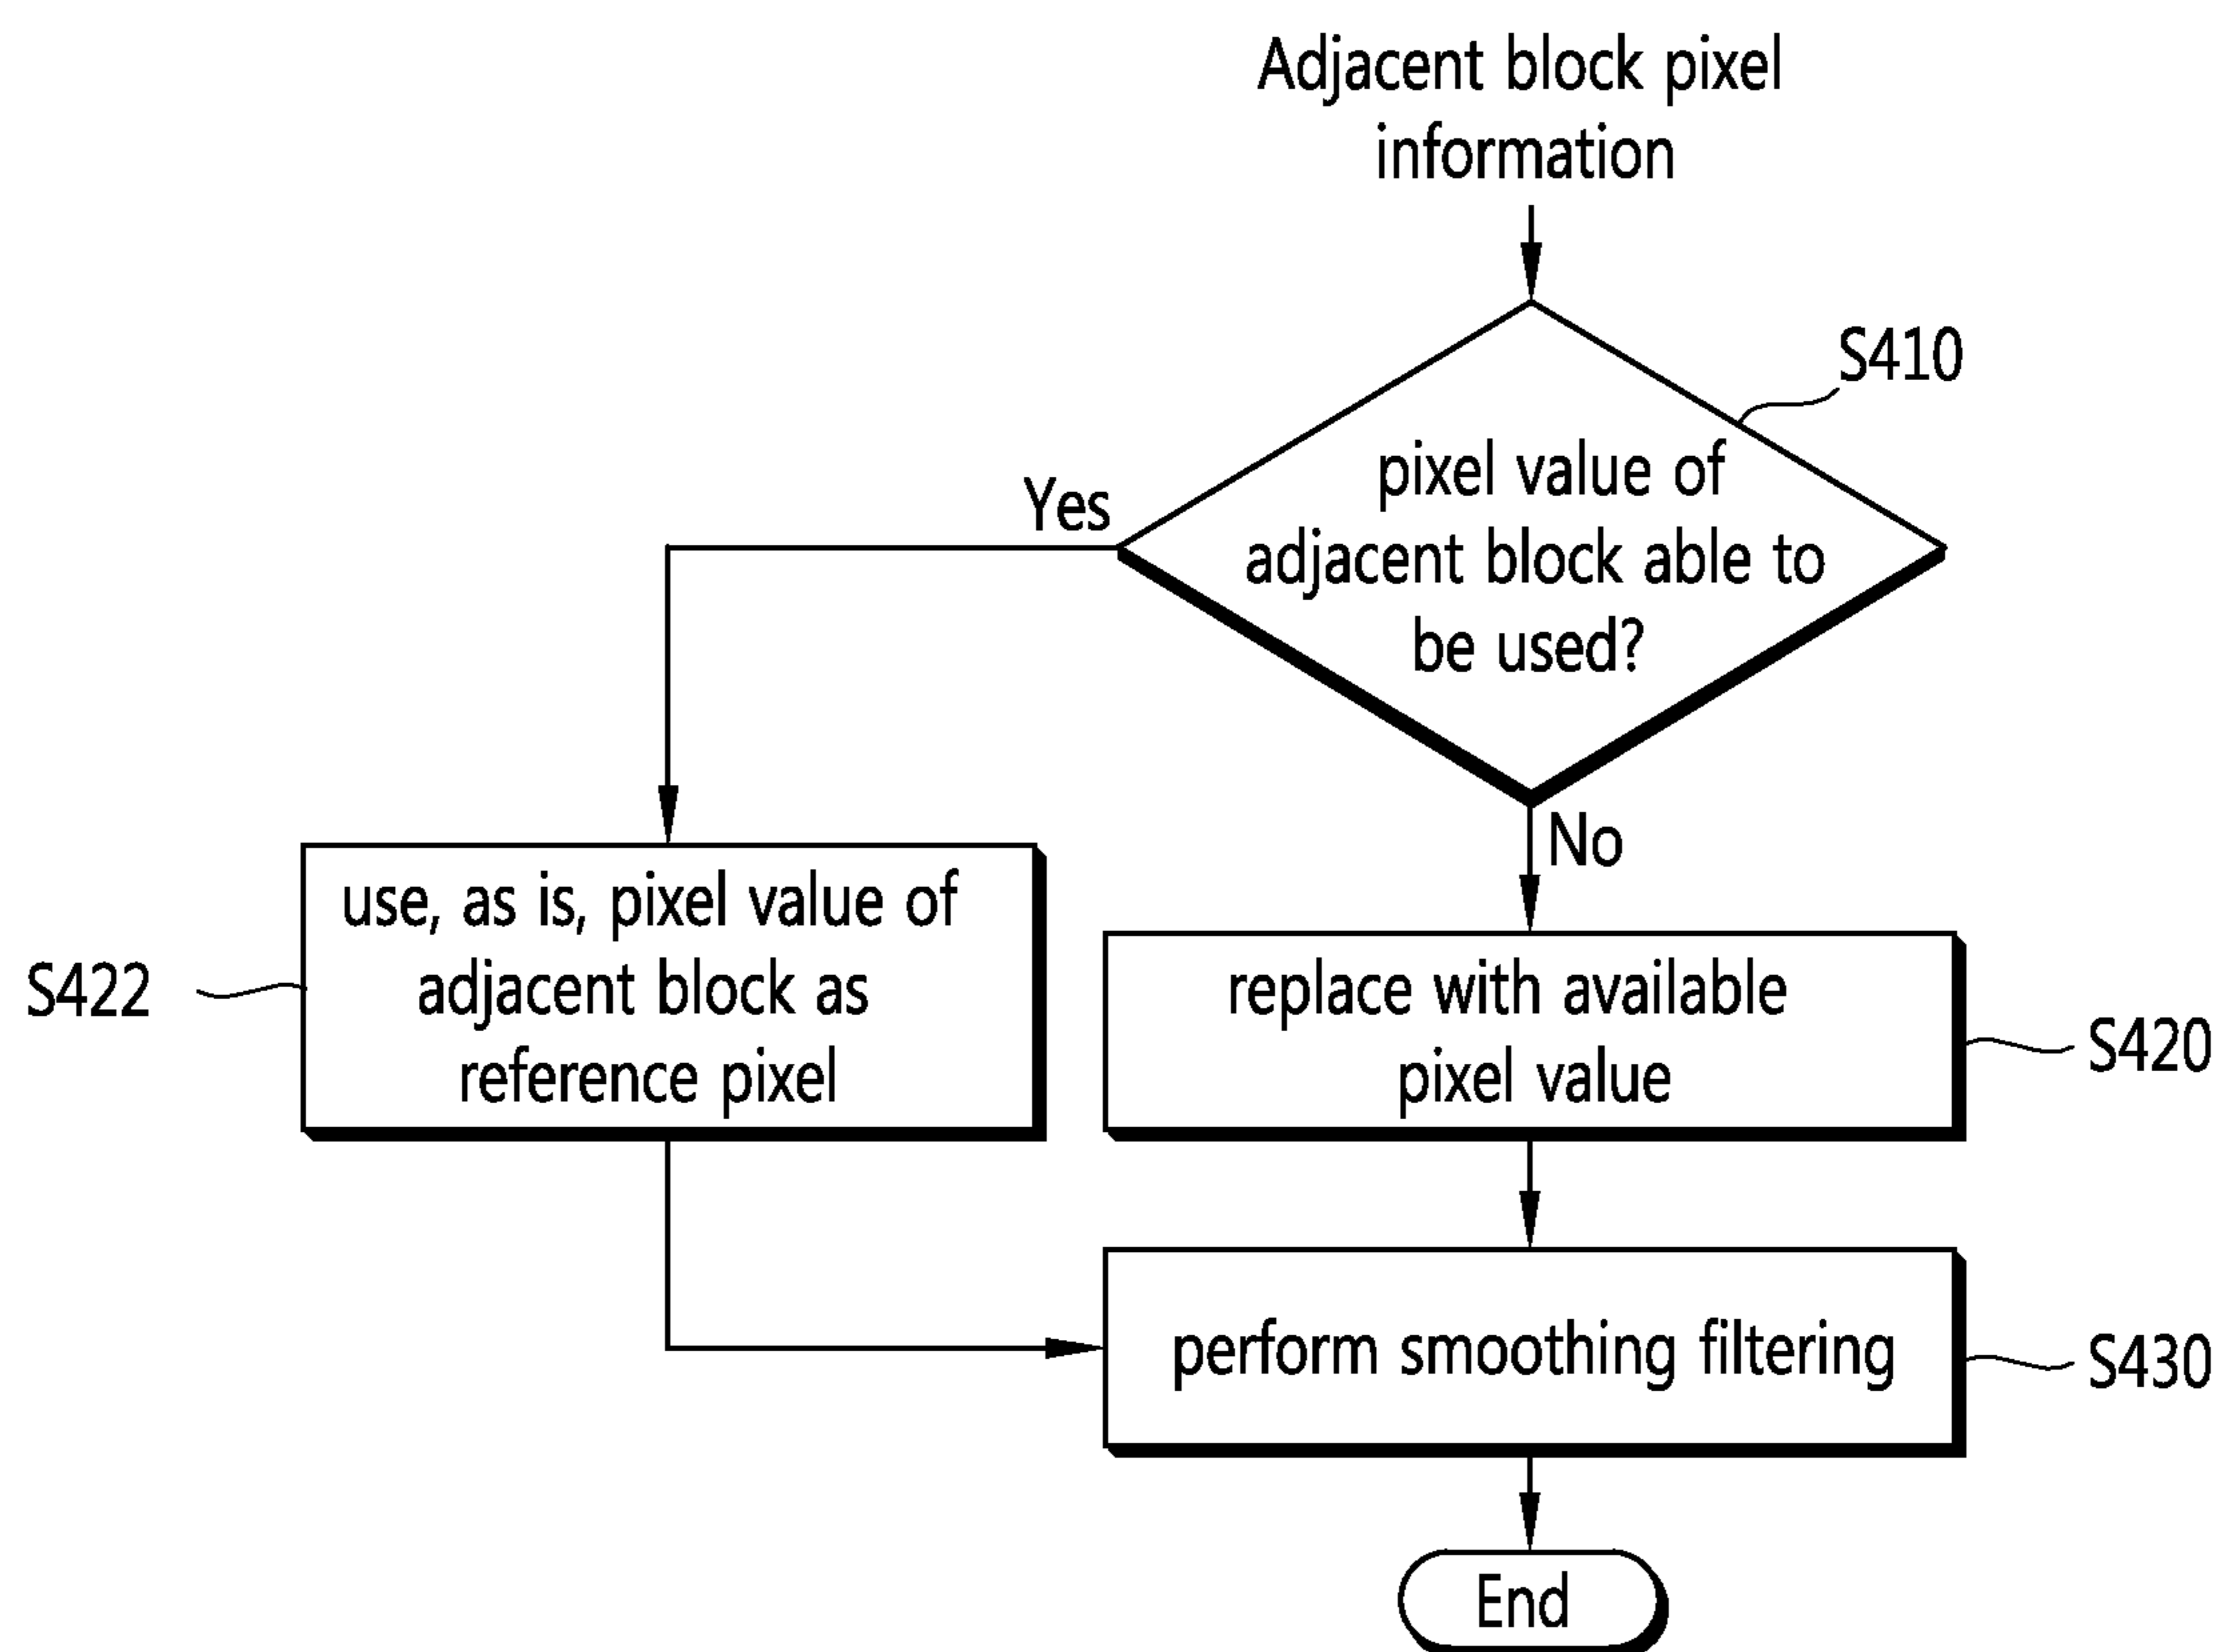 Adjacent block pixel
information
S410
pixel value of
adjacent block able to
be used?
Yes
No
use, as is, pixel value of
adjacent block as
reference pixel
S422
replace with available
pixel value
S420
perform smoothing filtering
S430
End